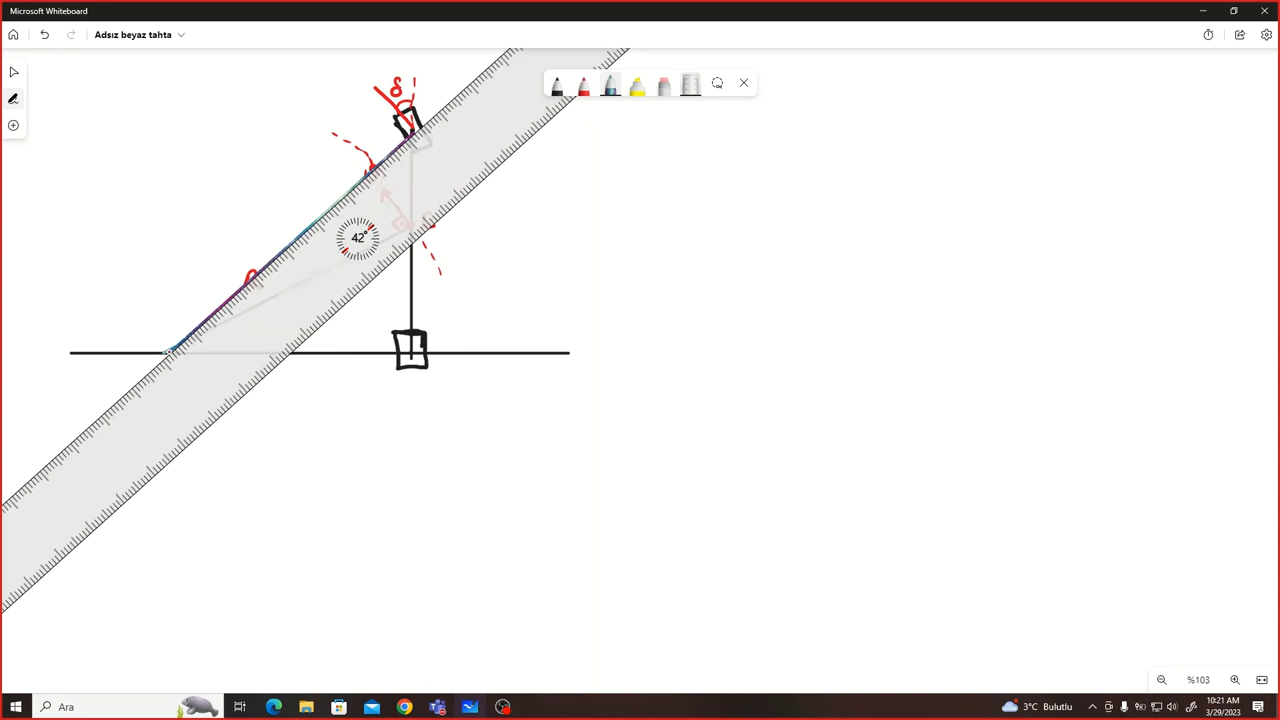 Microsoft Whiteboard
Adsız beyaz tahta
δ
42°
%103
Ara
3°C Bulutlu
10:21 AM
3/29/2023